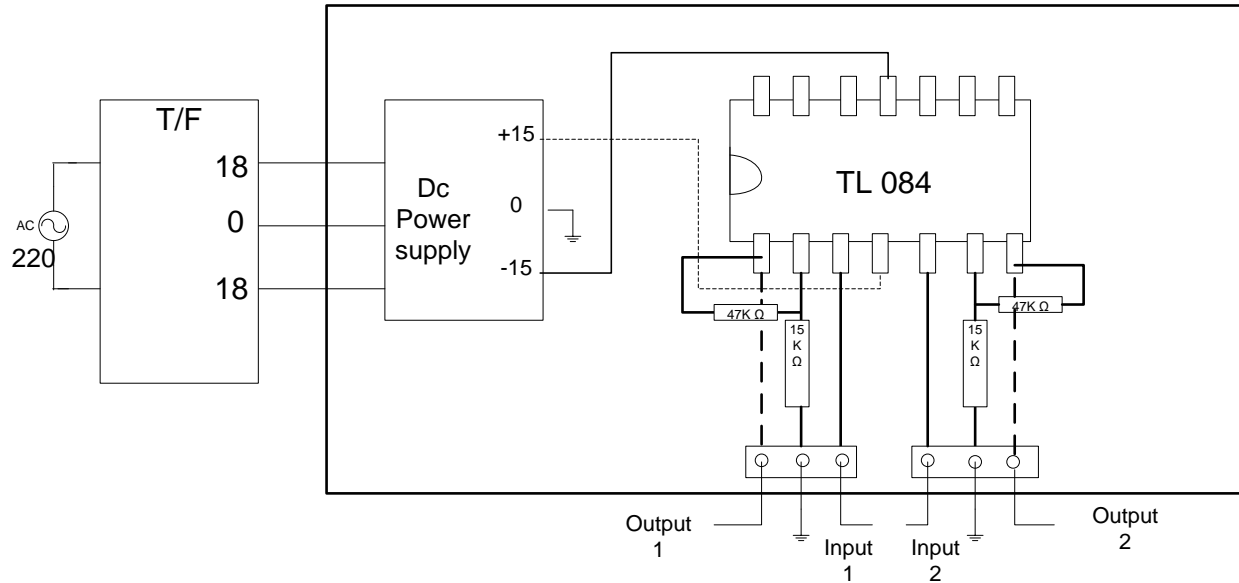 T/F
18
0
18
AC
220
Dc
Power
supply
+15
0
-15
TL 084
47K Ω
15
K
Ω
15
K
Ω
47K Ω
Output
1
Input
1
Input
2
Output
2